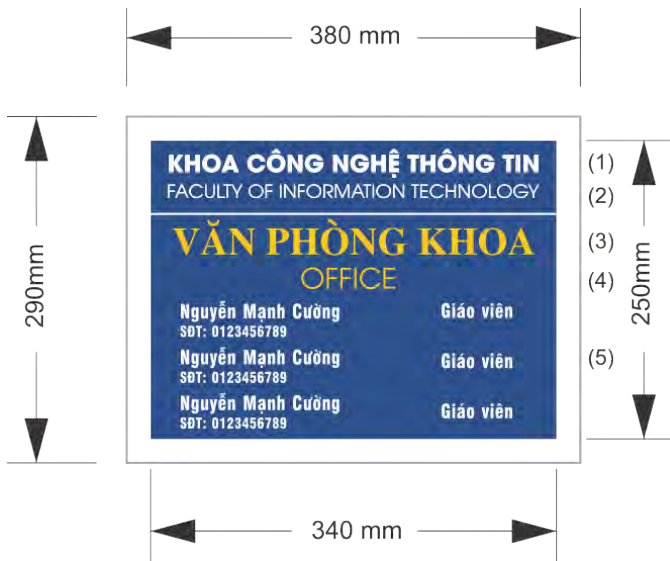 380 mm
KHOA CÔNG NGHỆ THÔNG TIN (1)
FACULTY OF INFORMATION TECHNOLOGY (2)
VĂN PHÒNG KHOA (3)
OFFICE (4)
290mm
250mm
Nguyễn Mạnh Cường Giáo viên
SĐT: 0123456789
Nguyễn Mạnh Cường Giáo viên (5)
SĐT: 0123456789
Nguyễn Mạnh Cường Giáo viên
SĐT: 0123456789
340 mm